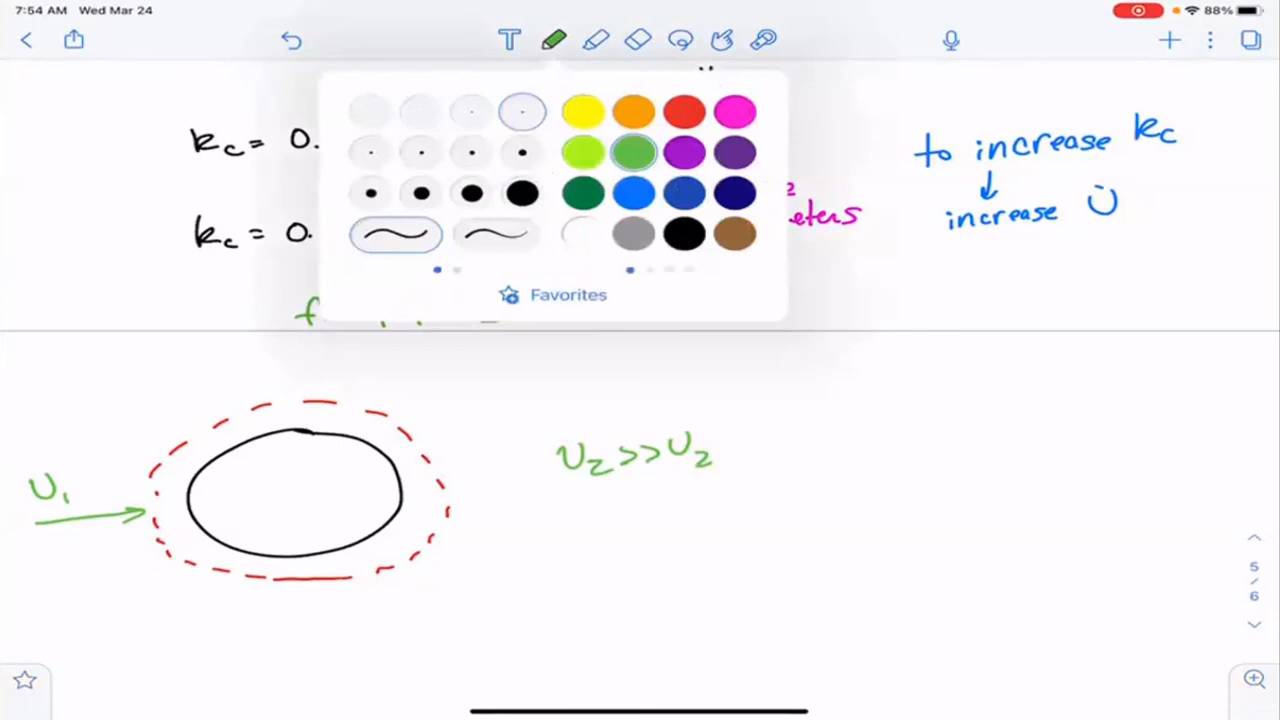 7:54 AM Wed Mar 24
88%
T
kc = 0.
to increase kc
2
eters
increase U
kc = 0.
Favorites
f
U1
U2 >> U2
5
/
6